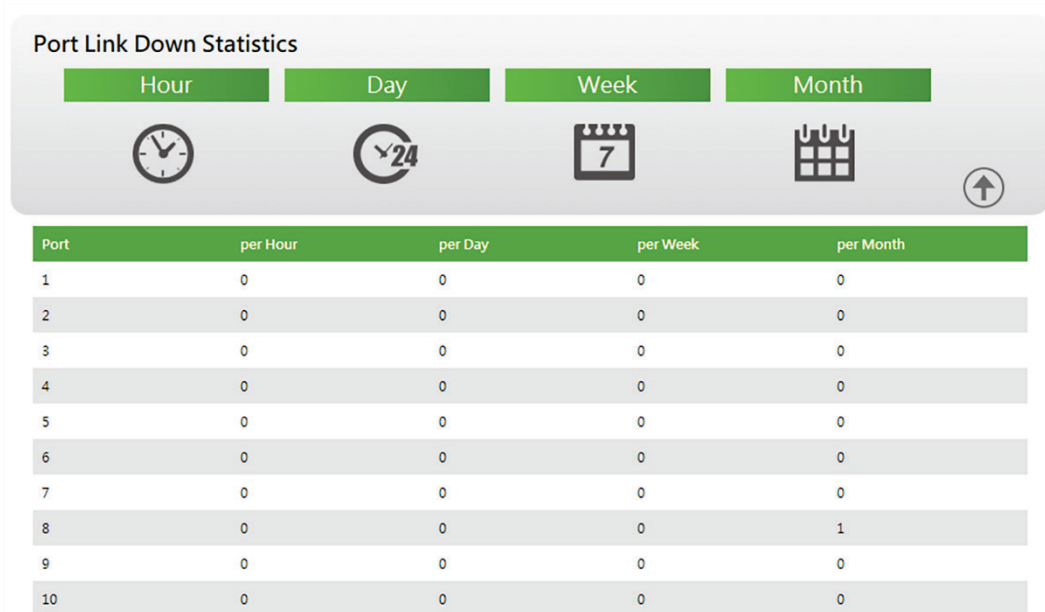 Port Link Down Statistics
Hour Day Week Month
24 7
Port per Hour per Day per Week per Month
1 0 0 0 0
2 0 0 0 0
3 0 0 0 0
4 0 0 0 0
5 0 0 0 0
6 0 0 0 0
7 0 0 0 0
8 0 0 0 1
9 0 0 0 0
10 0 0 0 0